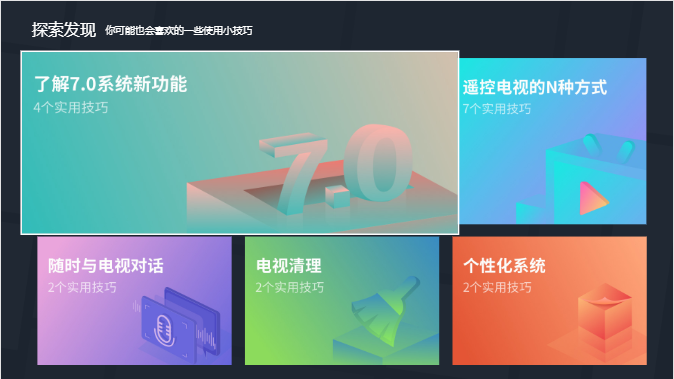 探索发现 你可能也会喜欢的一些使用小技巧
了解7.0系统新功能
4个实用技巧
7.0
遥控电视的N种方式
7个实用技巧
随时与电视对话
2个实用技巧
电视清理
2个实用技巧
个性化系统
2个实用技巧